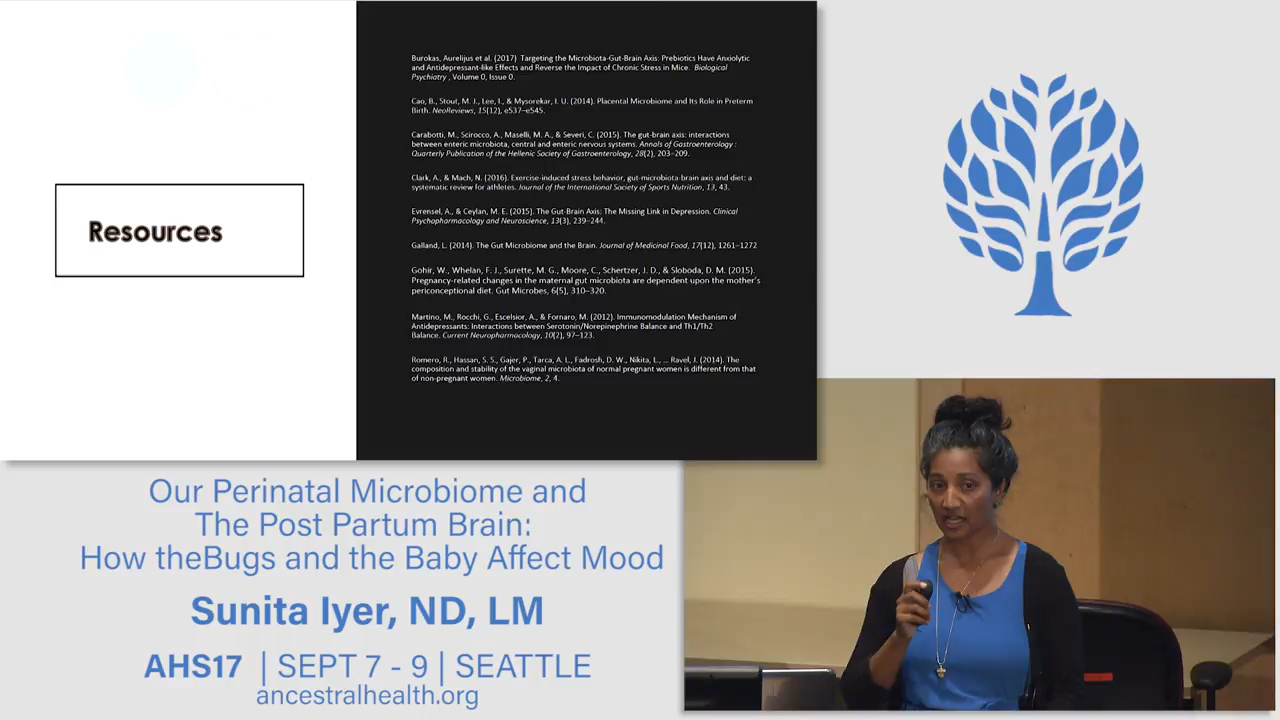 Resources
Burokas, Aurelijus et al. (2017) Targeting the Microbiota-Gut-Brain Axis: Prebiotics Have Anxiolytic
and Antidepressant-like Effects and Reverse the Impact of Chronic Stress in Mice. Biological
Psychiatry , Volume 0, Issue 0.
Cao, B., Stout, M. J., Lee, I., & Mysorekar, I. U. (2014). Placental Microbiome and Its Role in Preterm
Birth. NeoReviews, 15(12), e537–e545.
Carabotti, M., Scirocco, A., Maselli, M. A., & Severi, C. (2015). The gut-brain axis: interactions
between enteric microbiota, central and enteric nervous systems. Annals of Gastroenterology :
Quarterly Publication of the Hellenic Society of Gastroenterology, 28(2), 203–209.
Clark, A., & Mach, N. (2016). Exercise-induced stress behavior, gut-microbiota-brain axis and diet: a
systematic review for athletes. Journal of the International Society of Sports Nutrition, 13, 43.
Evrensel, A., & Ceylan, M. E. (2015). The Gut-Brain Axis: The Missing Link in Depression. Clinical
Psychopharmacology and Neuroscience, 13(3), 239–244.
Galland, L. (2014). The Gut Microbiome and the Brain. Journal of Medicinal Food, 17(12), 1261–1272
Gohir, W., Whelan, F. J., Surette, M. G., Moore, C., Schertzer, J. D., & Sloboda, D. M. (2015).
Pregnancy-related changes in the maternal gut microbiota are dependent upon the mother's
periconceptional diet. Gut Microbes, 6(5), 310–320.
Martino, M., Rocchi, G., Escelsior, A., & Fornaro, M. (2012). Immunomodulation Mechanism of
Antidepressants: Interactions between Serotonin/Norepinephrine Balance and Th1/Th2
Balance. Current Neuropharmacology, 10(2), 97–123.
Romero, R., Hassan, S. S., Gajer, P., Tarca, A. L., Fadrosh, D. W., Nikita, L., … Ravel, J. (2014). The
composition and stability of the vaginal microbiota of normal pregnant women is different from that
of non-pregnant women. Microbiome, 2, 4.
Our Perinatal Microbiome and
The Post Partum Brain:
How theBugs and the Baby Affect Mood
Sunita Iyer, ND, LM
AHS17 | SEPT 7 - 9 | SEATTLE
ancestralhealth.org